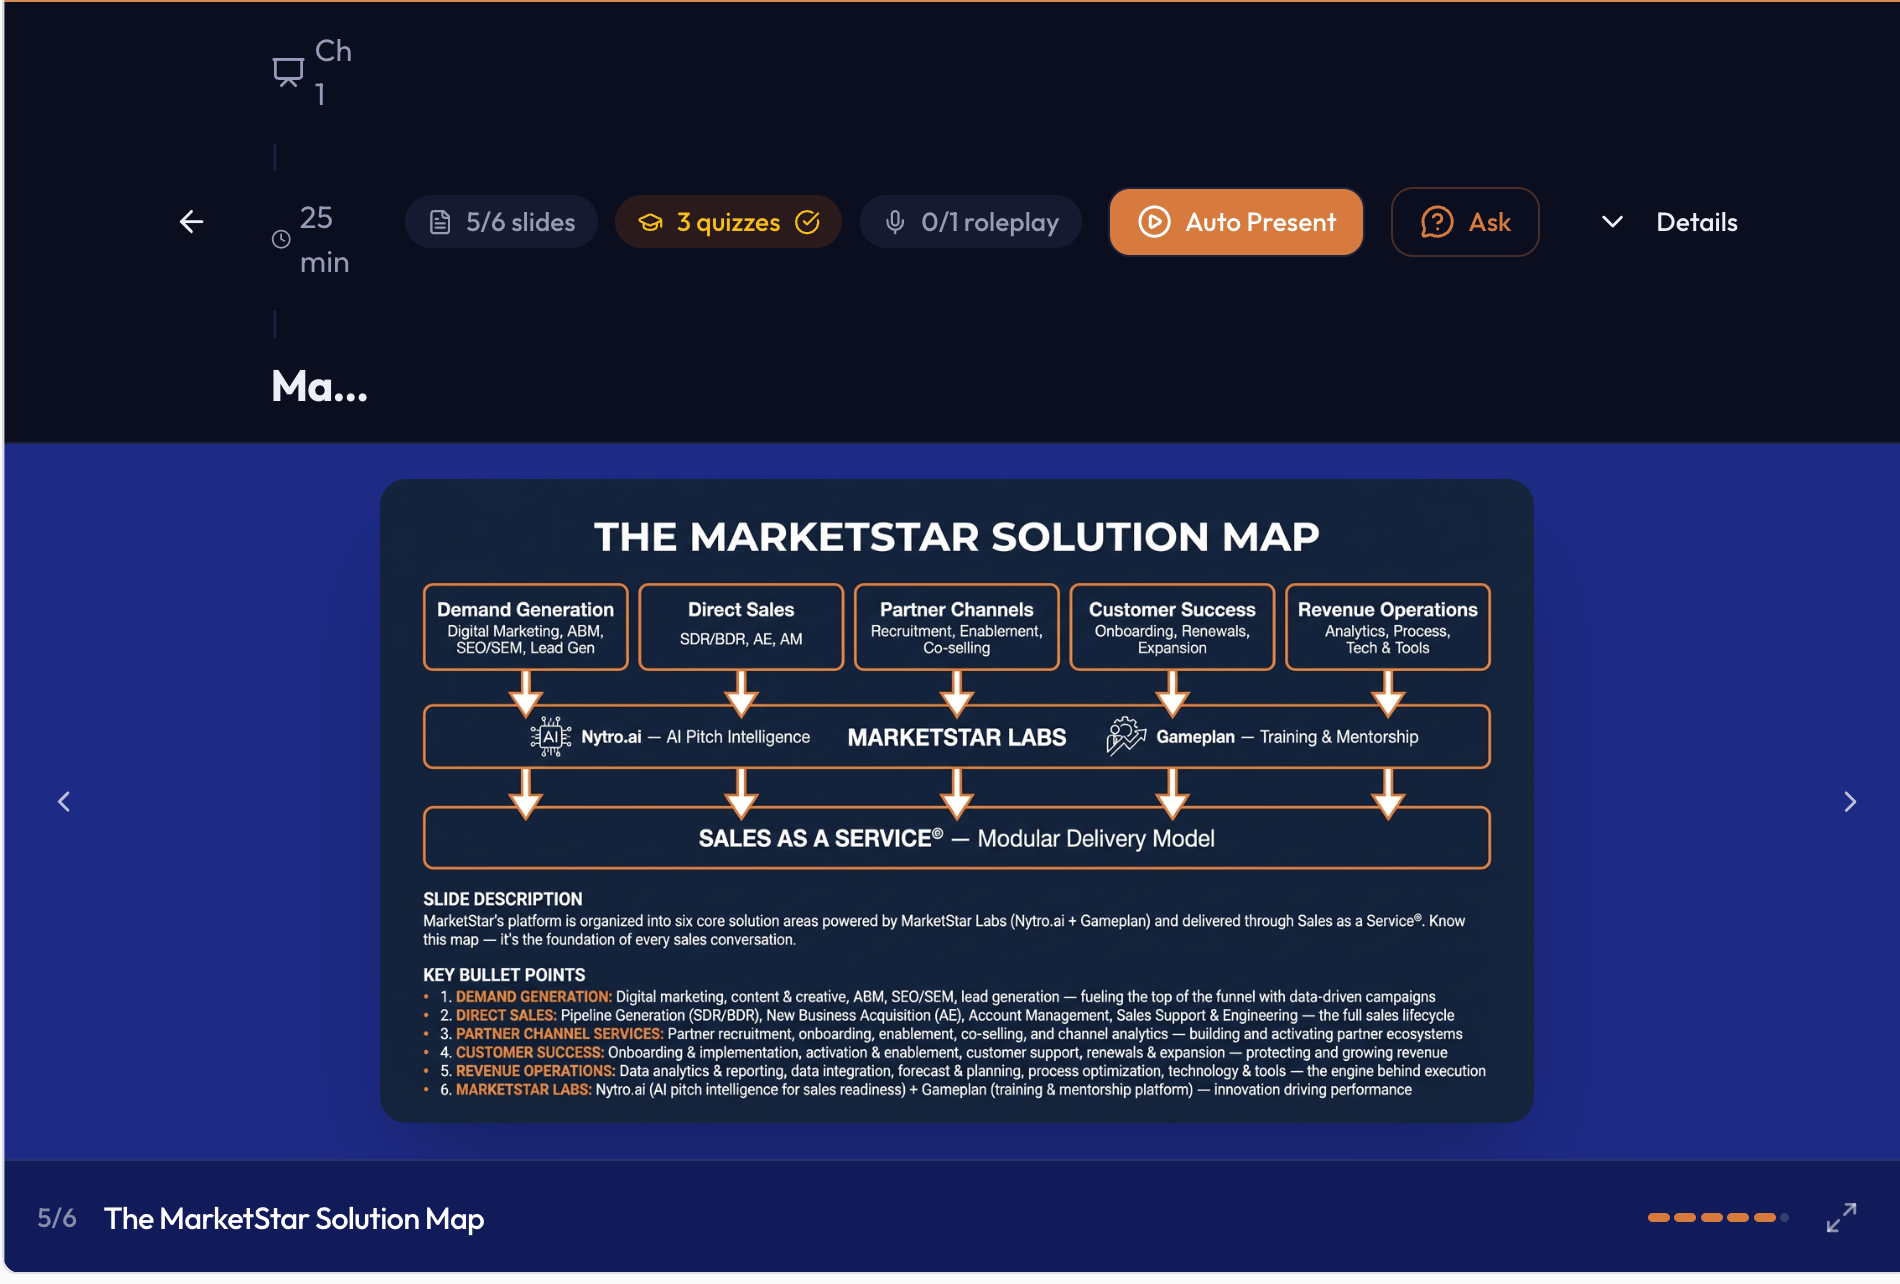 Ch
1
25
min
Ma...
5/6 slides
3 quizzes
0/1 roleplay
Auto Present
Ask
Details
THE MARKETSTAR SOLUTION MAP
Demand Generation
Digital Marketing, ABM,
SEO/SEM, Lead Gen
Direct Sales
SDR/BDR, AE, AM
Partner Channels
Recruitment, Enablement,
Co-selling
Customer Success
Onboarding, Renewals,
Expansion
Revenue Operations
Analytics, Process,
Tech & Tools
AI
Nytro.ai — AI Pitch Intelligence
MARKETSTAR LABS
Gameplan — Training & Mentorship
SALES AS A SERVICE® — Modular Delivery Model
SLIDE DESCRIPTION
MarketStar's platform is organized into six core solution areas powered by MarketStar Labs (Nytro.ai + Gameplan) and delivered through Sales as a Service®. Know
this map — it's the foundation of every sales conversation.
KEY BULLET POINTS
• 1. DEMAND GENERATION: Digital marketing, content & creative, ABM, SEO/SEM, lead generation — fueling the top of the funnel with data-driven campaigns
• 2. DIRECT SALES: Pipeline Generation (SDR/BDR), New Business Acquisition (AE), Account Management, Sales Support & Engineering — the full sales lifecycle
• 3. PARTNER CHANNEL SERVICES: Partner recruitment, onboarding, enablement, co-selling, and channel analytics — building and activating partner ecosystems
• 4. CUSTOMER SUCCESS: Onboarding & implementation, activation & enablement, customer support, renewals & expansion — protecting and growing revenue
• 5. REVENUE OPERATIONS: Data analytics & reporting, data integration, forecast & planning, process optimization, technology & tools — the engine behind execution
• 6. MARKETSTAR LABS: Nytro.ai (AI pitch intelligence for sales readiness) + Gameplan (training & mentorship platform) — innovation driving performance
5/6
The MarketStar Solution Map